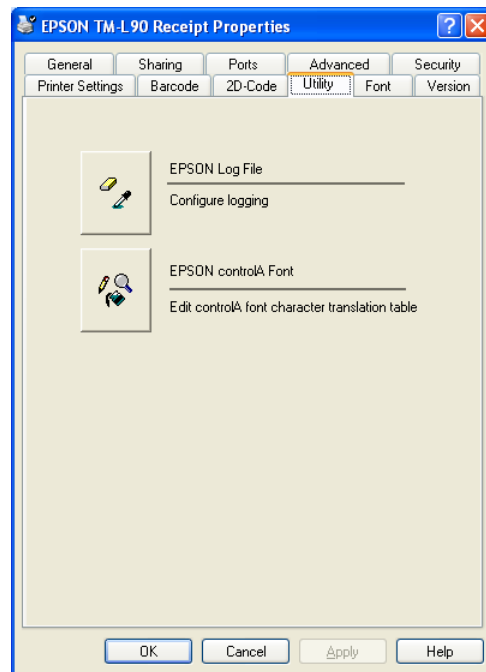 EPSON TM-L90 Receipt Properties
General Sharing Ports Advanced Security
Printer Settings Barcode 2D-Code Utility Font Version
EPSON Log File
Configure logging
EPSON controlA Font
Edit controlA font character translation table
OK Cancel Apply Help